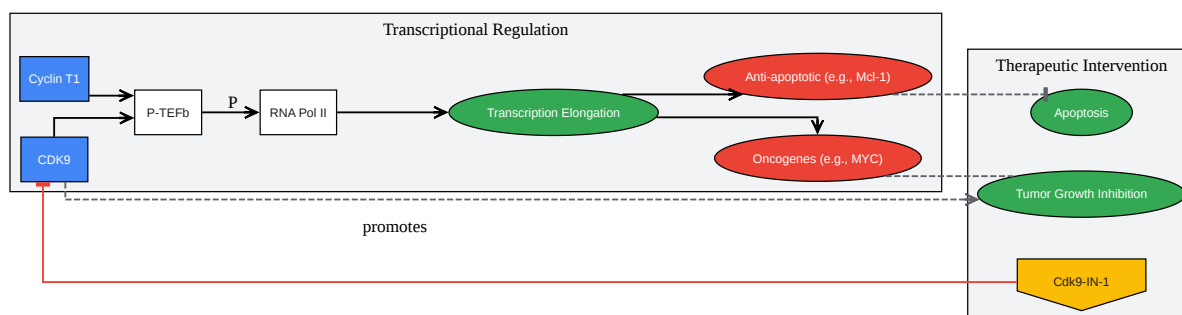 Transcriptional Regulation
Cyclin T1
CDK9
P-TEFb
P
RNA Pol II
Transcription Elongation
Anti-apoptotic (e.g., Mcl-1)
Oncogenes (e.g., MYC)
promotes
Therapeutic Intervention
Apoptosis
Tumor Growth Inhibition
Cdk9-IN-1